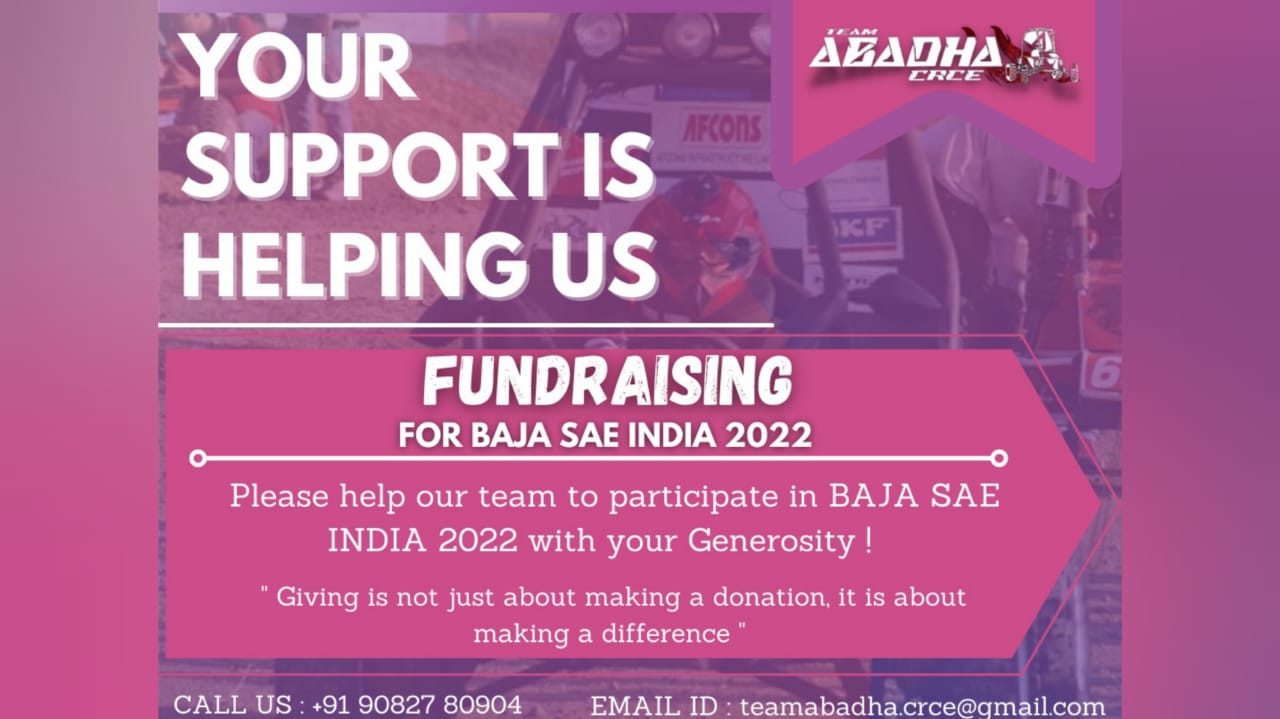 YOUR
SUPPORT IS
HELPING US
TEAM
ABADHA
CRCE
AFCONS
SKF
6
FUNDRAISING
FOR BAJA SAE INDIA 2022
Please help our team to participate in BAJA SAE
INDIA 2022 with your Generosity !
" Giving is not just about making a donation, it is about
making a difference "
CALL US : +91 90827 80904
EMAIL ID : teamabadha.crce@gmail.com